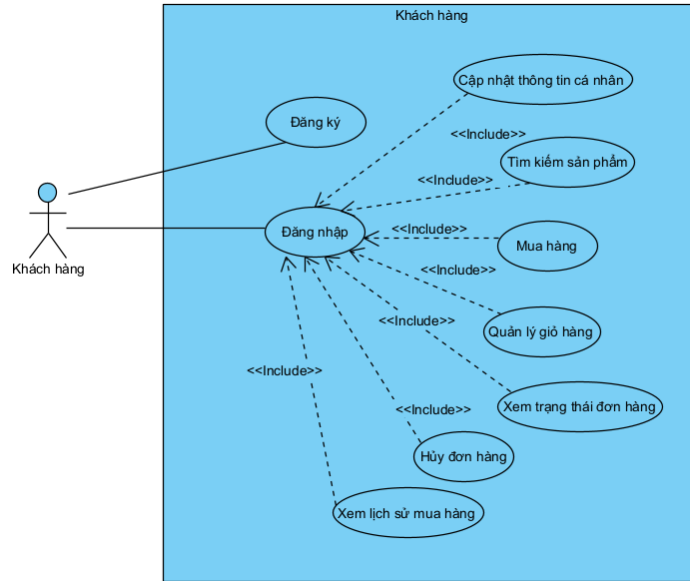 Khách hàng
Cập nhật thông tin cá nhân
Đăng ký
<<Include>>
Tìm kiếm sản phẩm
<<Include>>
Đăng nhập
<<Include>>
Mua hàng
Khách hàng
<<Include>>
<<Include>>
Quản lý giỏ hàng
<<Include>>
Xem trạng thái đơn hàng
<<Include>>
Hủy đơn hàng
Xem lịch sử mua hàng